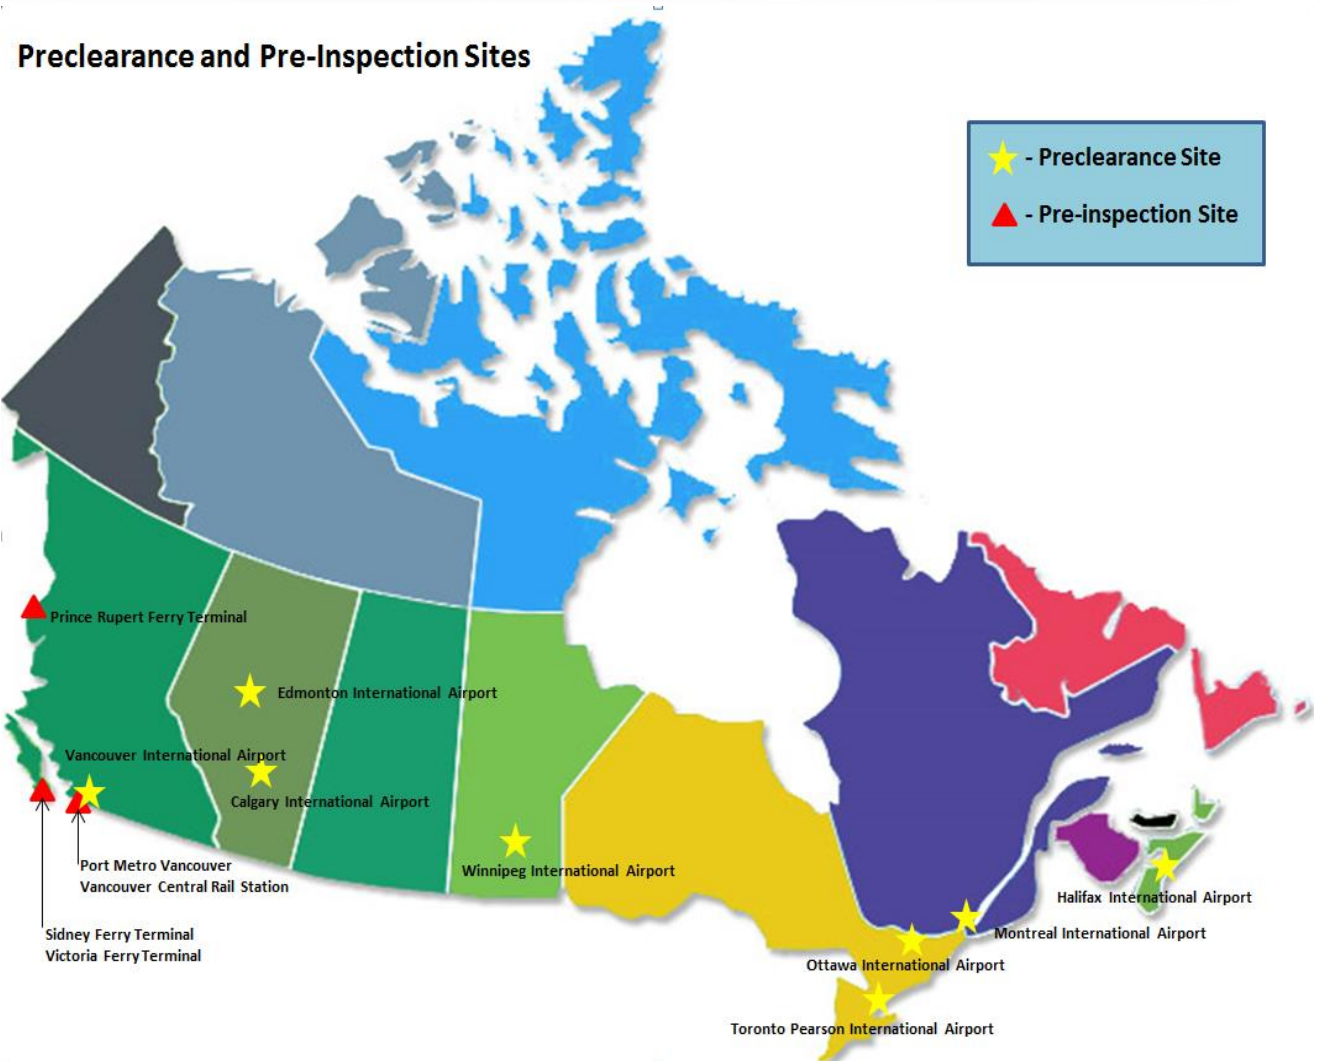 Preclearance and Pre-Inspection Sites
- Preclearance Site
- Pre-inspection Site
Prince Rupert Ferry Terminal
Edmonton International Airport
Vancouver International Airport
Calgary International Airport
Port Metro Vancouver
Vancouver Central Rail Station
Sidney Ferry Terminal
Victoria Ferry Terminal
Winnipeg International Airport
Halifax International Airport
Montreal International Airport
Ottawa International Airport
Toronto Pearson International Airport